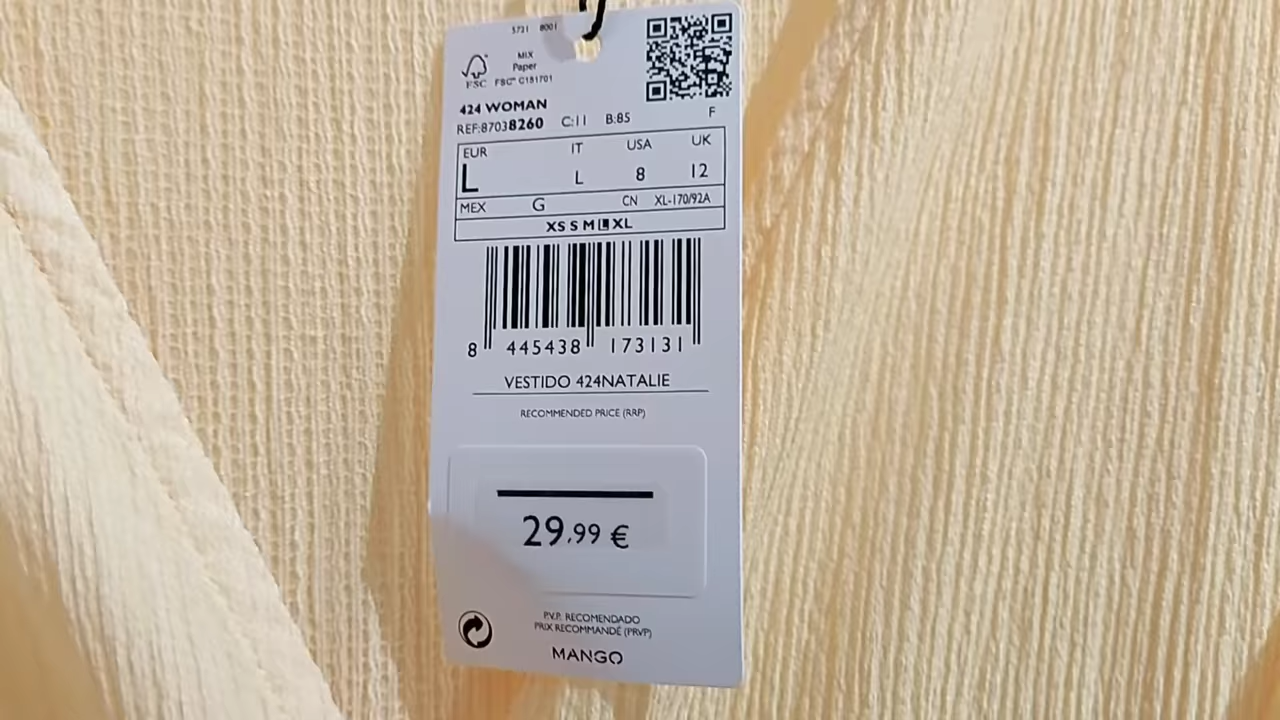 5721 8001
MIX
Paper
FSC FSC™ C151701
424 WOMAN
REF:87038260 C:11 B:85 F
EUR IT USA UK
L L 8 12
MEX G CN XL-170/92A
XS S M L XL
8 445438 173131
VESTIDO 424NATALIE
RECOMMENDED PRICE (RRP)
29.99 €
P.V.P. RECOMENDADO
PRIX RECOMMANDÉ (PRVP)
MANGO